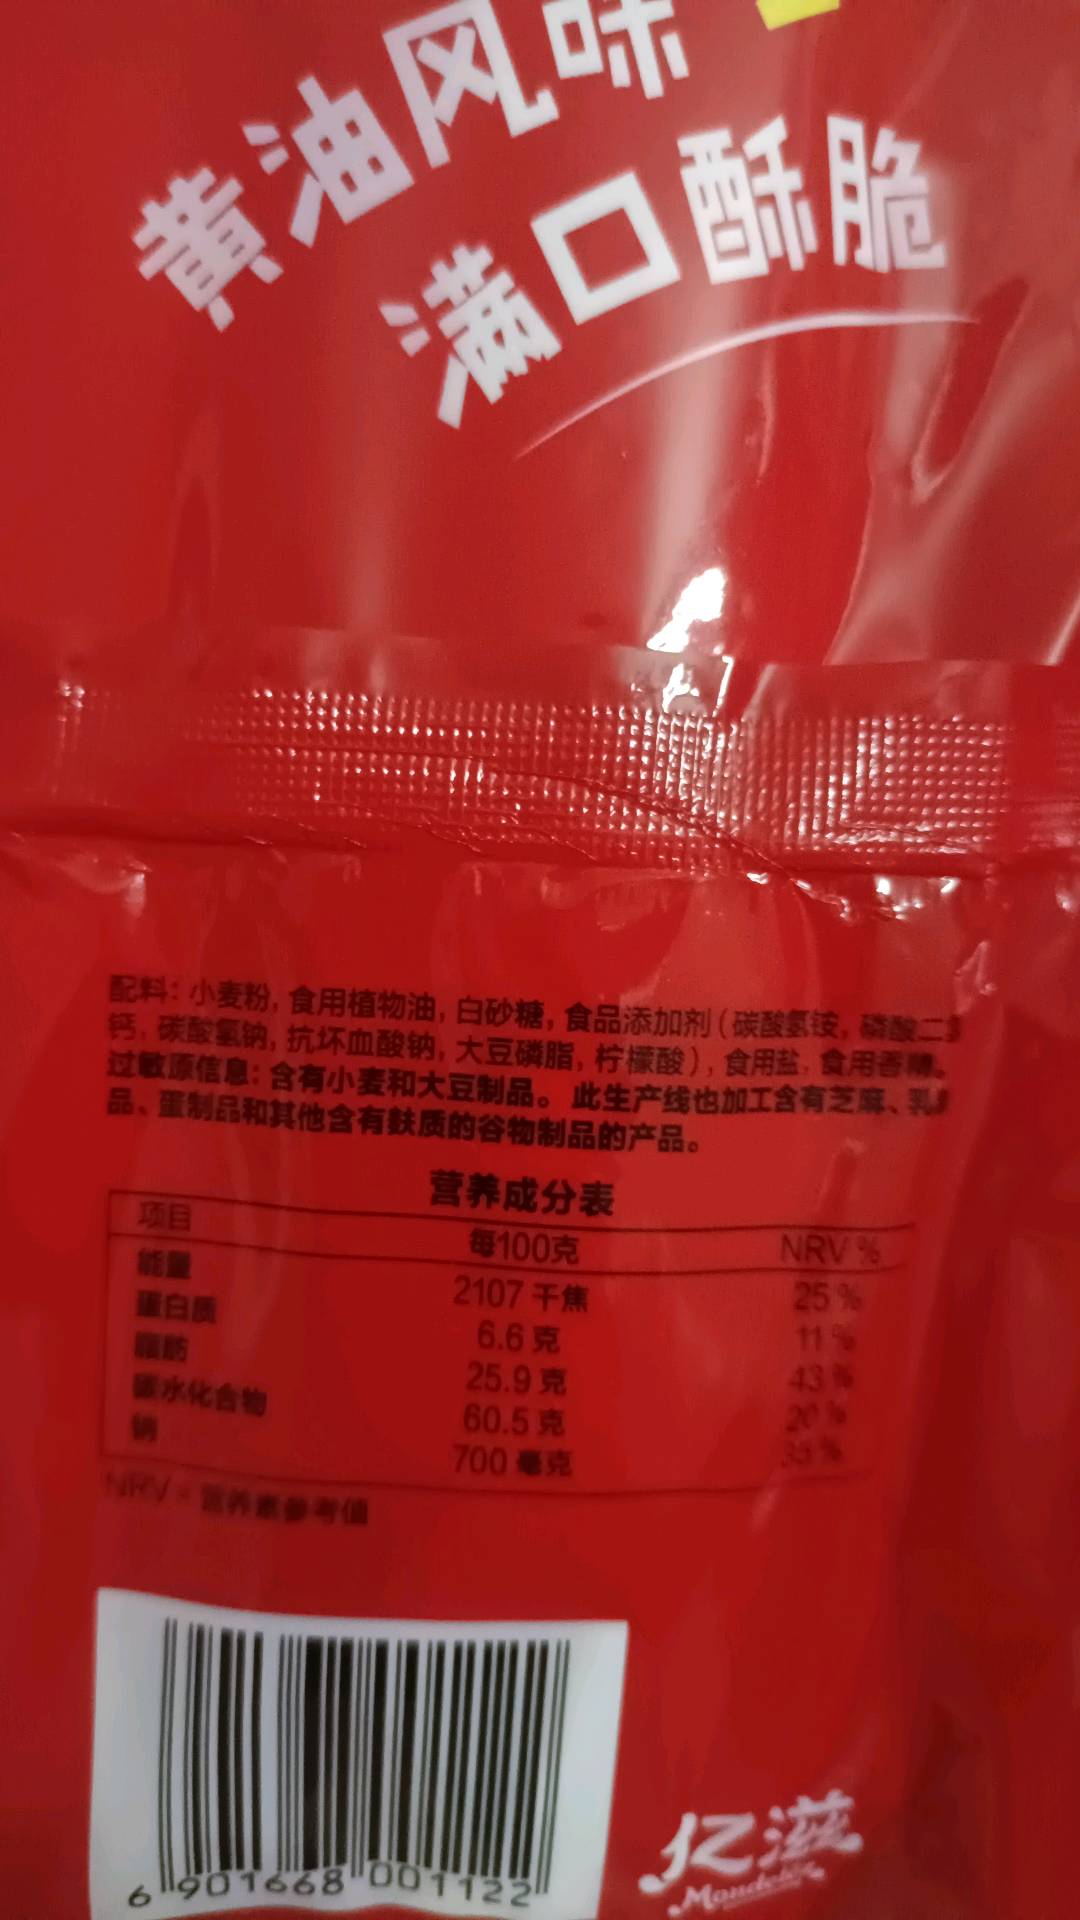 黄油风味
满口酥脆
配料: 小麦粉, 食用植物油, 白砂糖, 食品添加剂 (碳酸氢铵, 磷酸二氢
钙, 碳酸氢钠, 抗坏血酸钠, 大豆磷脂, 柠檬酸), 食用盐, 食用香精。
过敏原信息: 含有小麦和大豆制品。 此生产线也加工含有芝麻、乳
品、蛋制品和其他含有麸质的谷物制品的产品。
营养成分表
项目 每100克 NRV %
能量 2107 千焦 25 %
蛋白质 6.6 克 11 %
脂肪 25.9 克 43 %
碳水化合物 60.5 克 20 %
钠 700 毫克 35 %
NRV = 营养素参考值
6 901668 001122
亿滋
Mondelēz